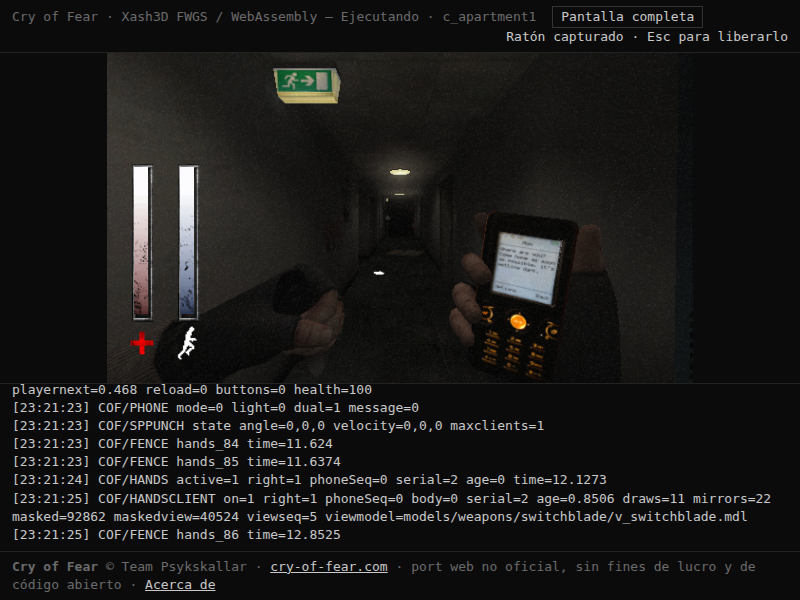 Cry of Fear · Xash3D FWGS / WebAssembly — Ejecutando · c_apartment1 Pantalla completa
Ratón capturado · Esc para liberarlo
playernext=0.468 reload=0 buttons=0 health=100
[23:21:23] COF/PHONE mode=0 light=0 dual=1 message=0
[23:21:23] COF/SPPUNCH state angle=0,0,0 velocity=0,0,0 maxclients=1
[23:21:23] COF/FENCE hands_84 time=11.624
[23:21:23] COF/FENCE hands_85 time=11.6374
[23:21:24] COF/HANDS active=1 right=1 phoneSeq=0 serial=2 age=0 time=12.1273
[23:21:25] COF/HANDSCLIENT on=1 right=1 phoneSeq=0 body=0 serial=2 age=0.8506 draws=11 mirrors=22
masked=92862 maskedview=40524 viewseq=5 viewmodel=models/weapons/switchblade/v_switchblade.mdl
[23:21:25] COF/FENCE hands_86 time=12.8525
Cry of Fear © Team Psykskallar · cry-of-fear.com · port web no oficial, sin fines de lucro y de
código abierto · Acerca de